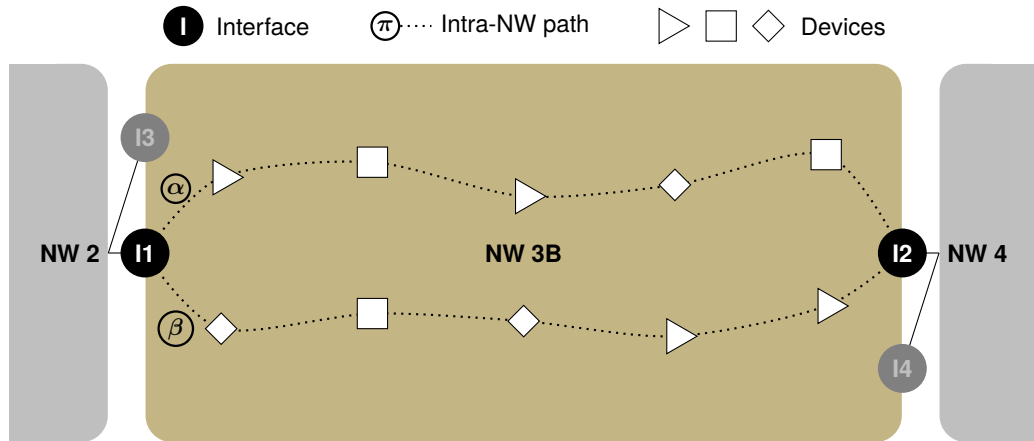 I Interface π Intra-NW path Devices
I3
α
NW 2 I1 NW 3B I2 NW 4
β
I4